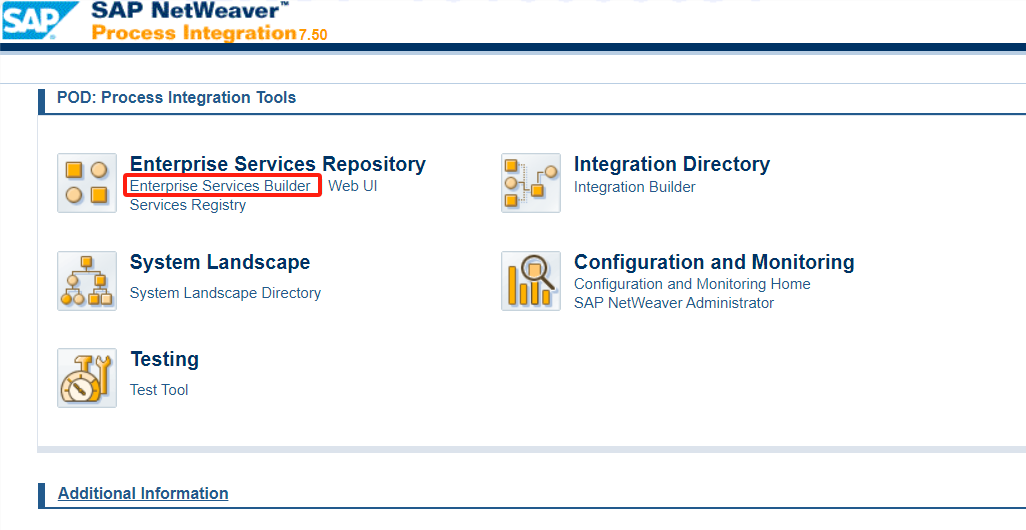 SAP
SAP NetWeaver™
Process Integration 7.50
POD: Process Integration Tools
Enterprise Services Repository
Enterprise Services Builder Web UI
Services Registry
Integration Directory
Integration Builder
System Landscape
System Landscape Directory
Configuration and Monitoring
Configuration and Monitoring Home
SAP NetWeaver Administrator
Testing
Test Tool
Additional Information